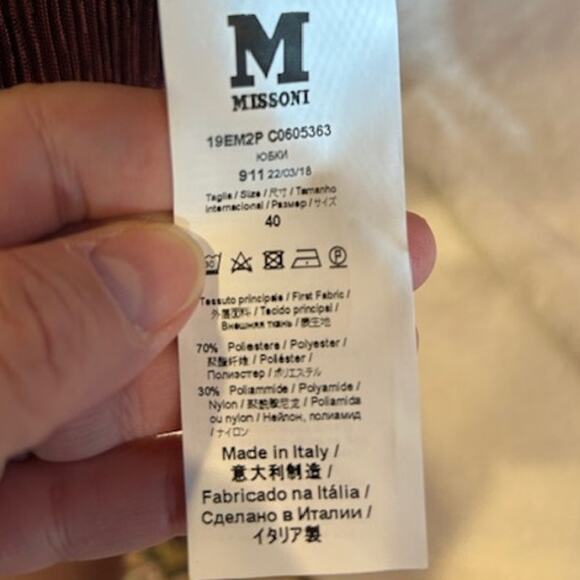 M
MISSONI
19EM2P C0605363
ЮБКИ
911 22/03/18
Taglia / Size / 尺寸 / Tamanho
internacional / Размер / サイズ
40
Tessuto principale / First Fabric /
外層面料 / Tecido principal /
Внешняя ткань / 表生地
70% Poliestere / Polyester /
聚酯纤维 / Poliéster /
Полиэстер / ポリエステル
30% Poliammide / Polyamide /
Nylon / 聚酰胺尼龙 / Poliamida
ou nylon / Нейлон, полиамид
/ ナイロン
Made in Italy /
意大利制造 /
Fabricado na Itália /
Сделано в Италии /
イタリア製